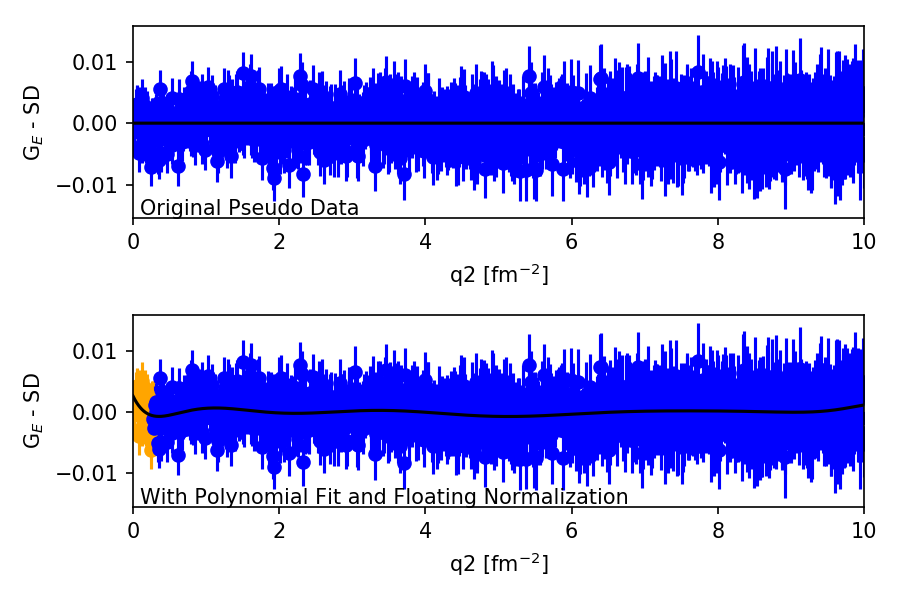 0.01
0.00
−0.01
G_E - SD
Original Pseudo Data
0 2 4 6 8 10
q2 [fm⁻²]
0.01
0.00
−0.01
G_E - SD
With Polynomial Fit and Floating Normalization
0 2 4 6 8 10
q2 [fm⁻²]